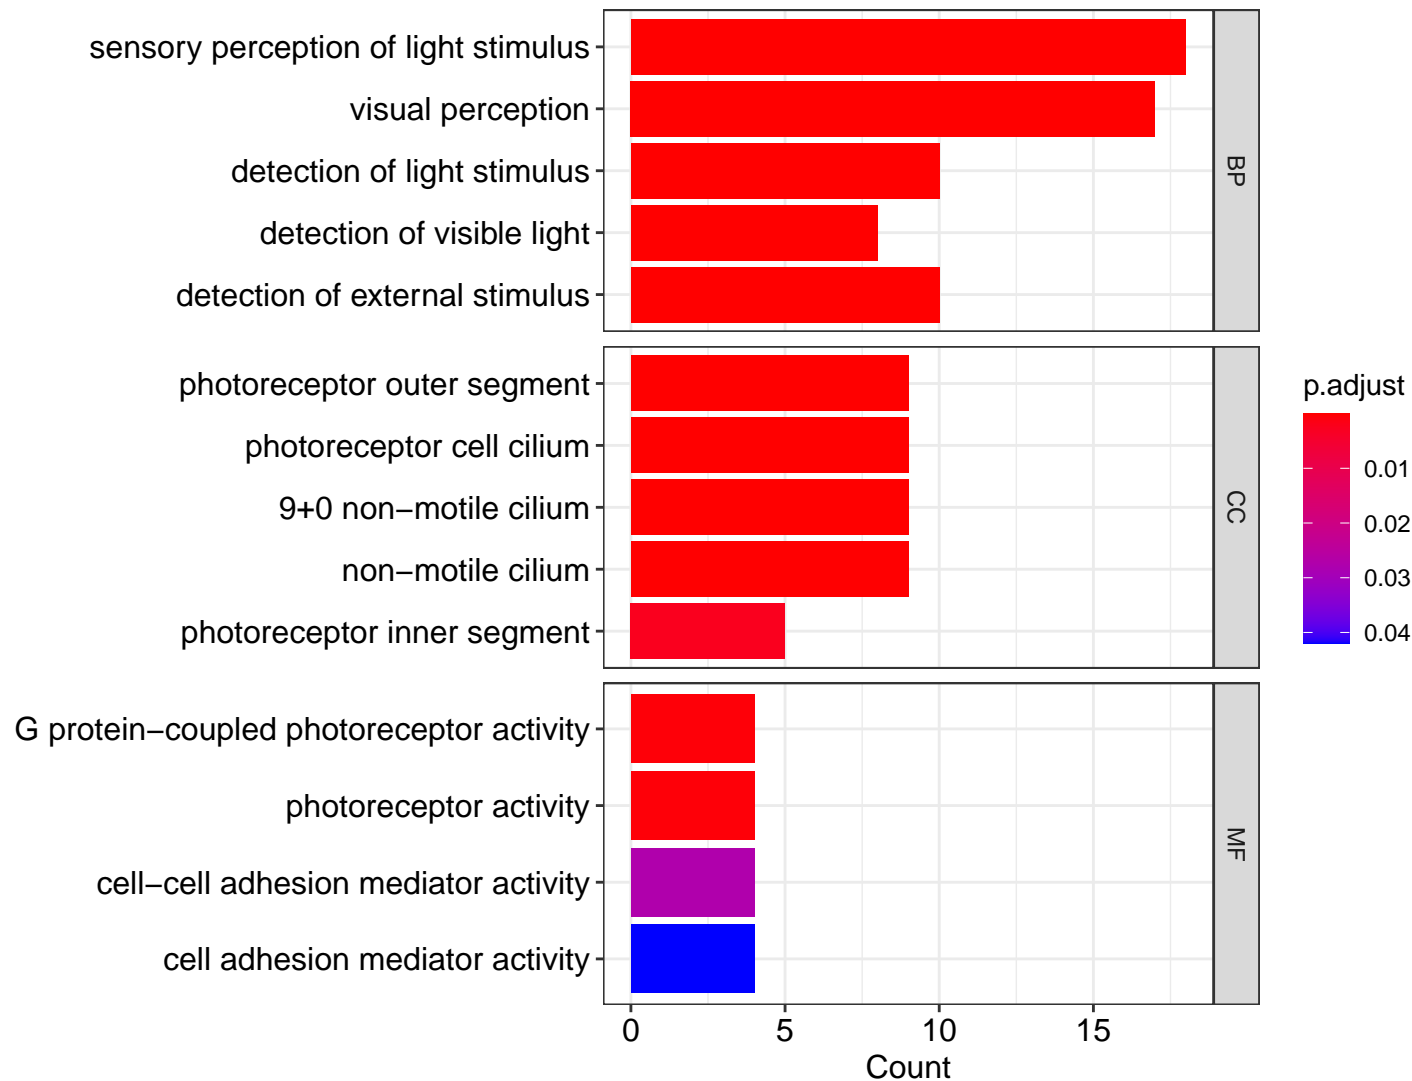 sensory perception of light stimulus
visual perception
detection of light stimulus
detection of visible light
detection of external stimulus
BP
photoreceptor outer segment
photoreceptor cell cilium
9+0 non−motile cilium
non−motile cilium
photoreceptor inner segment
CC
G protein−coupled photoreceptor activity
photoreceptor activity
cell−cell adhesion mediator activity
cell adhesion mediator activity
MF
0 5 10 15
Count
p.adjust
0.01
0.02
0.03
0.04